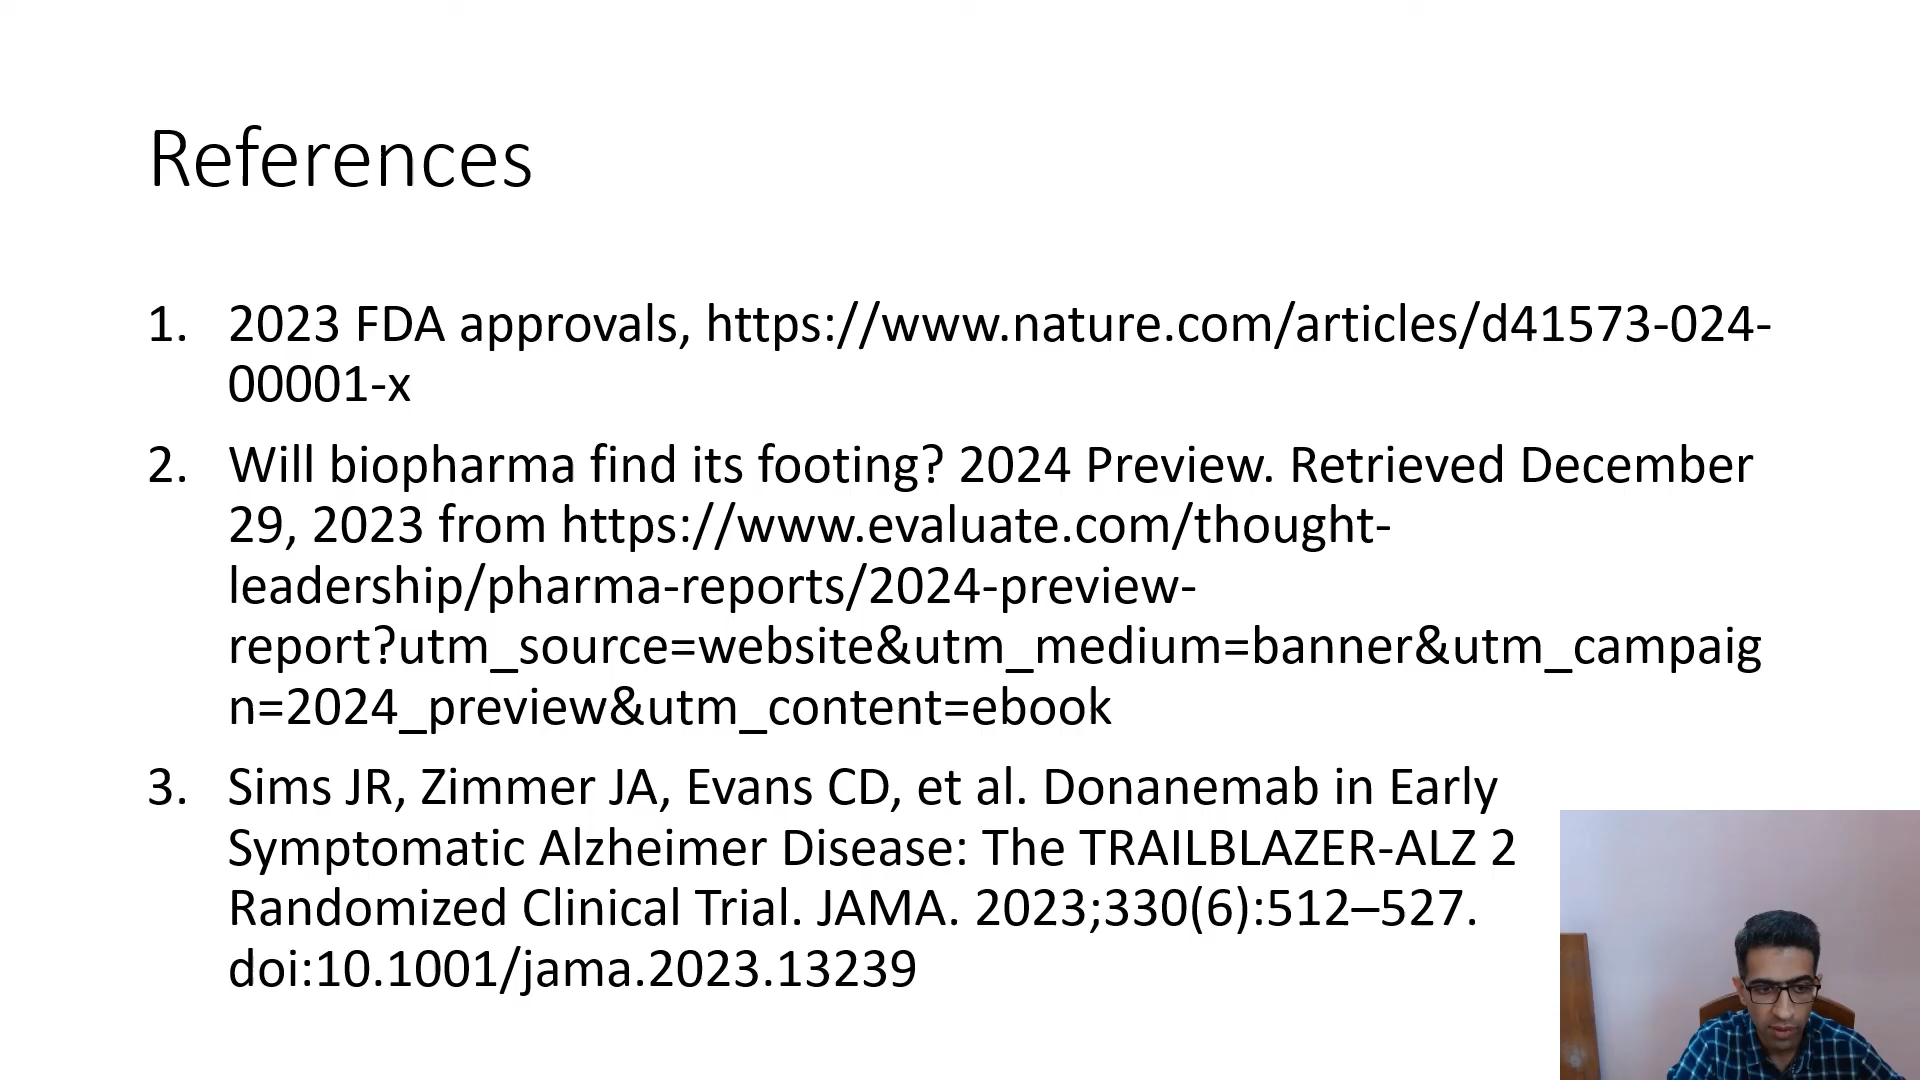 References
1. 2023 FDA approvals, https://www.nature.com/articles/d41573-024-
00001-x
2. Will biopharma find its footing? 2024 Preview. Retrieved December
29, 2023 from https://www.evaluate.com/thought-
leadership/pharma-reports/2024-preview-
report?utm_source=website&utm_medium=banner&utm_campaig
n=2024_preview&utm_content=ebook
3. Sims JR, Zimmer JA, Evans CD, et al. Donanemab in Early
Symptomatic Alzheimer Disease: The TRAILBLAZER-ALZ 2
Randomized Clinical Trial. JAMA. 2023;330(6):512–527.
doi:10.1001/jama.2023.13239